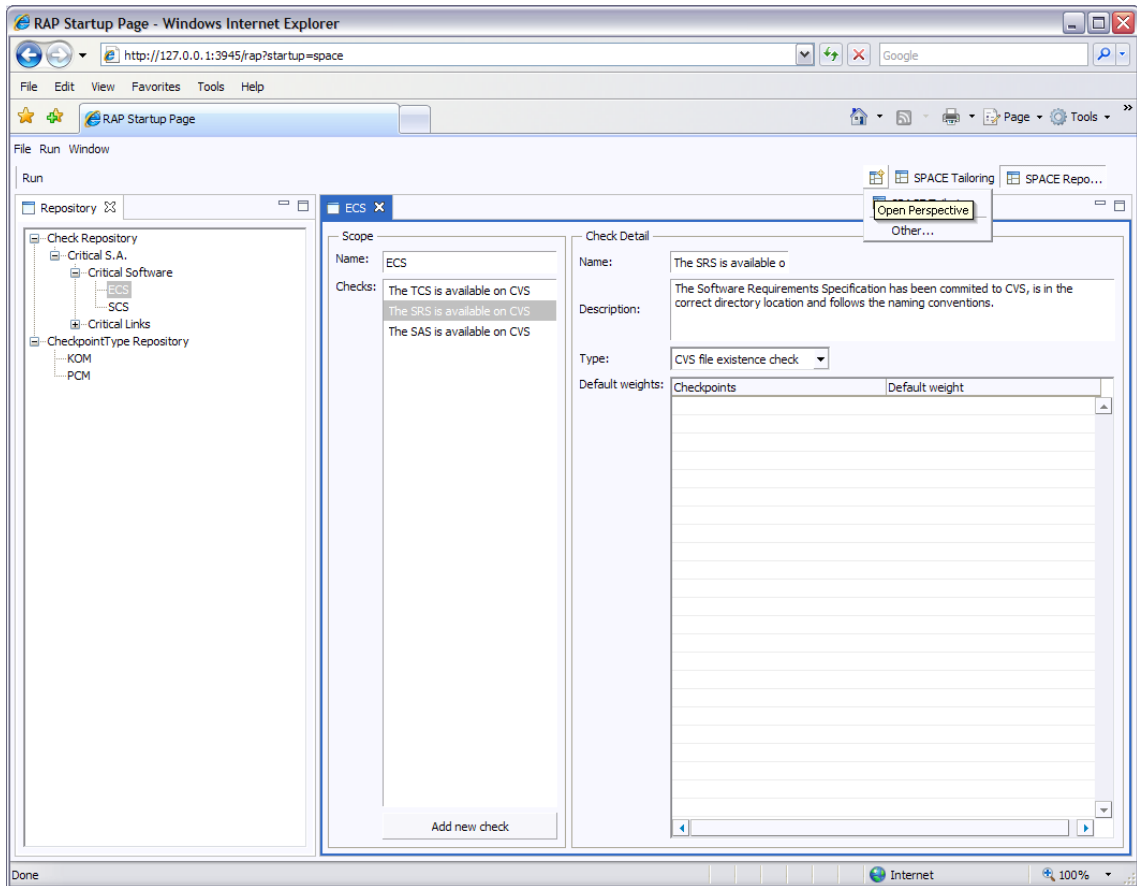 RAP Startup Page - Windows Internet Explorer
http://127.0.0.1:3945/rap?startup=space
Google
File Edit View Favorites Tools Help
RAP Startup Page
Page Tools »
File Run Window
Run
SPACE Tailoring SPACE Repo...
Repository
ECS
Open Perspective
Other...
Check Repository
Critical S.A.
Critical Software
ECS
SCS
Critical Links
CheckpointType Repository
KOM
PCM
Scope
Name: ECS
Checks: The TCS is available on CVS
The SRS is available on CVS
The SAS is available on CVS
Add new check
Check Detail
Name: The SRS is available o
Description: The Software Requirements Specification has been commited to CVS, is in the
correct directory location and follows the naming conventions.
Type: CVS file existence check
Default weights: Checkpoints Default weight
Done Internet 100%